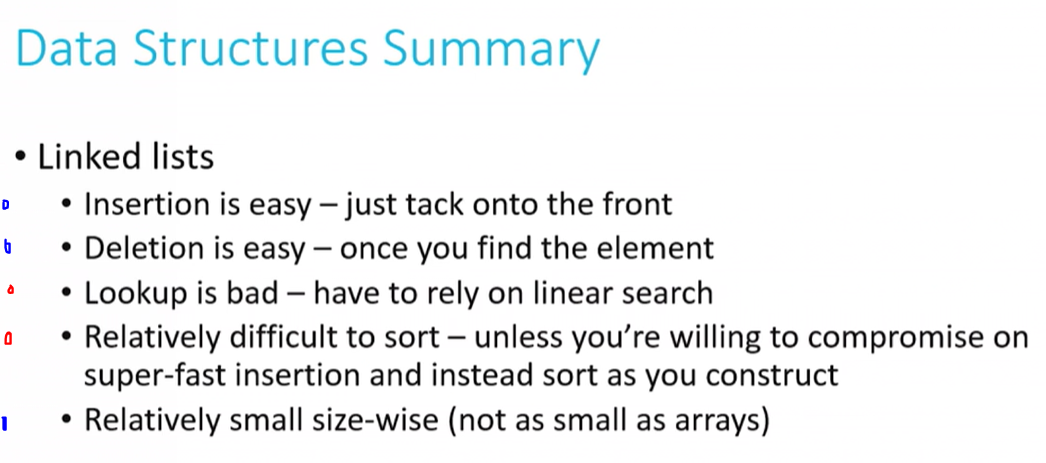 Data Structures Summary
• Linked lists
• Insertion is easy – just tack onto the front
• Deletion is easy – once you find the element
• Lookup is bad – have to rely on linear search
• Relatively difficult to sort – unless you're willing to compromise on
super-fast insertion and instead sort as you construct
• Relatively small size-wise (not as small as arrays)